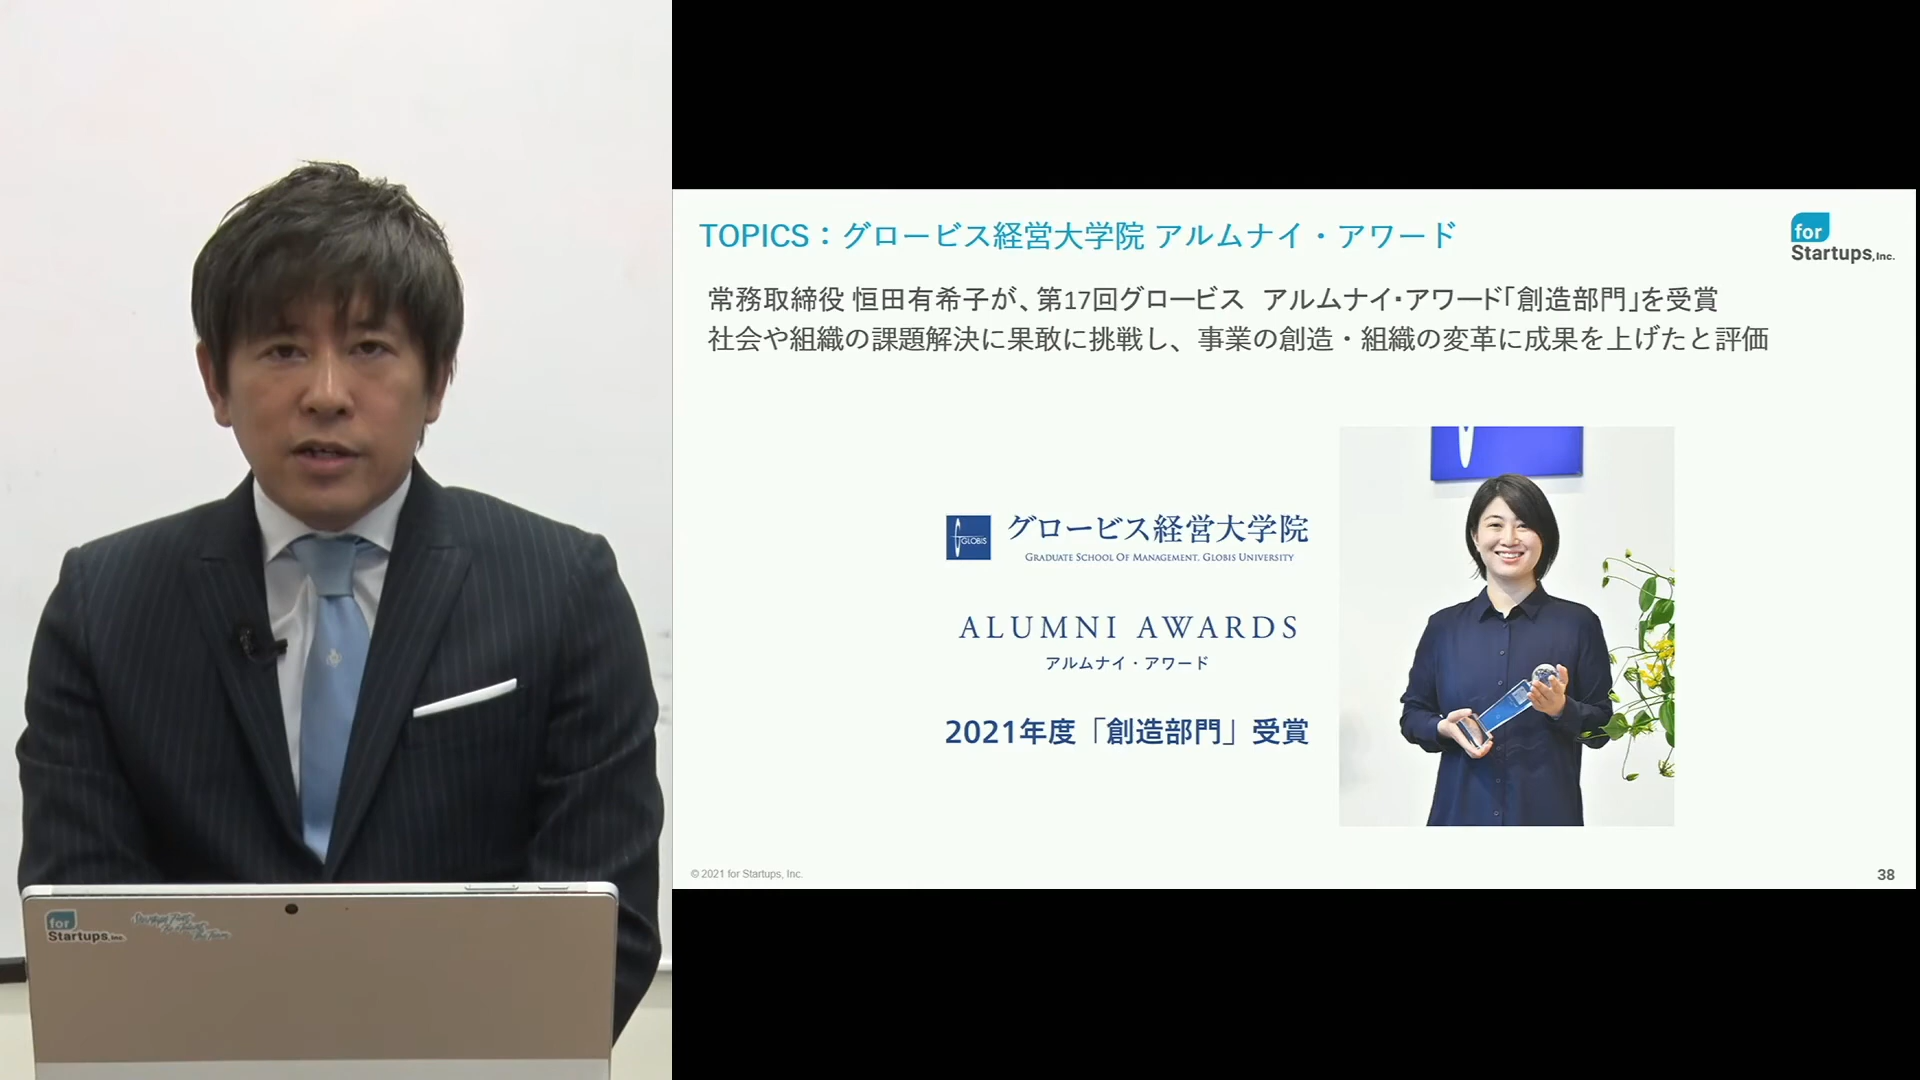 TOPICS：グロービス経営大学院 アルムナイ・アワード
for
Startups,Inc.
常務取締役 恒田有希子が、第17回グロービス　アルムナイ・アワード「創造部門」を受賞
社会や組織の課題解決に果敢に挑戦し、事業の創造・組織の変革に成果を上げたと評価
GLOBIS
グロービス経営大学院
GRADUATE SCHOOL OF MANAGEMENT. GLOBIS UNIVERSITY
ALUMNI AWARDS
アルムナイ・アワード
2021年度「創造部門」受賞
© 2021 for Startups, Inc.
38
for
Startups,Inc.